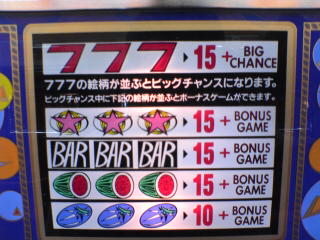 777 15+ BIG CHANCE
777の絵柄が並ぶとビッグチャンスになります。
ビッグチャンス中に下記の絵柄が並ぶとボーナスゲームができます。
15+ BONUS GAME
BAR BAR BAR 15+ BONUS GAME
15+ BONUS GAME
10+ BONUS GAME